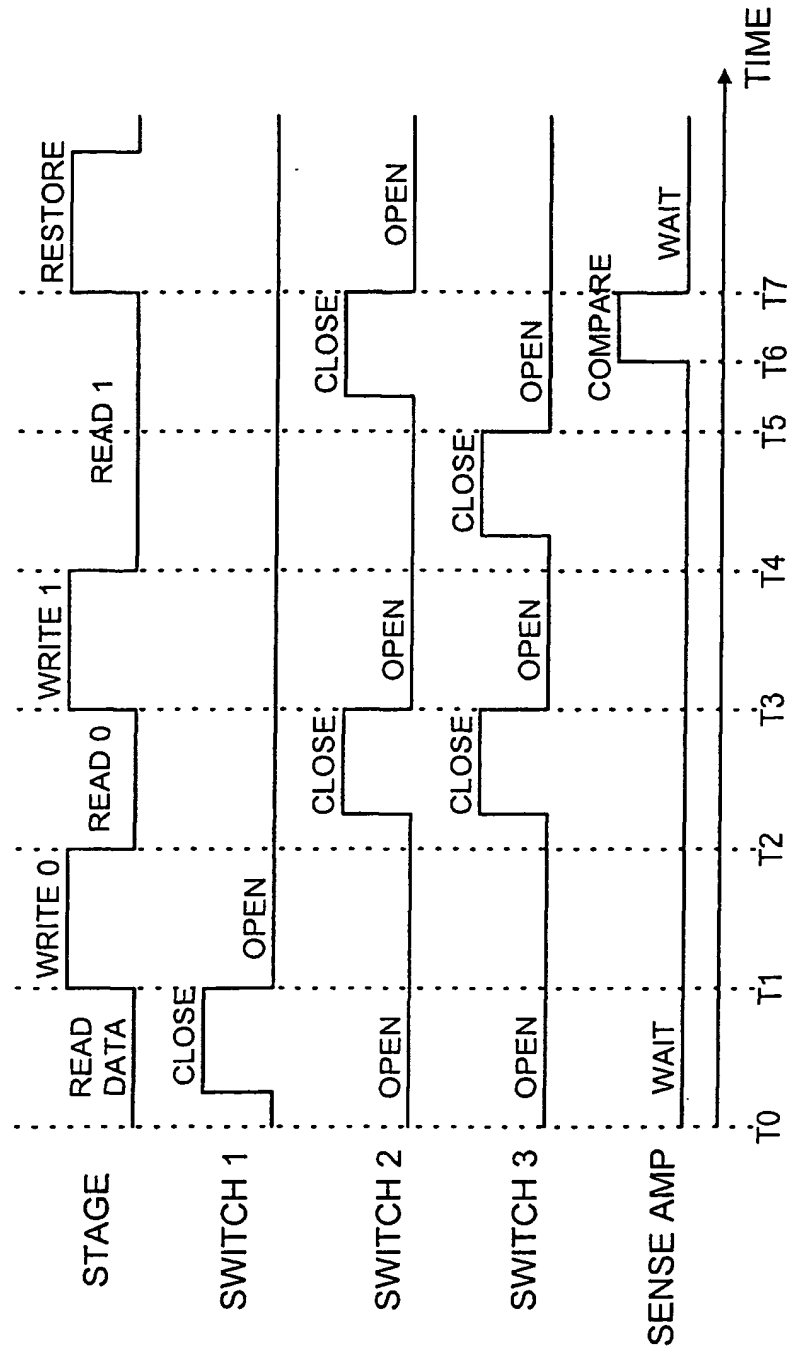 STAGE
READ
DATA
WRITE 0
READ 0
WRITE 1
READ 1
RESTORE
SWITCH 1
CLOSE
OPEN
SWITCH 2
OPEN
CLOSE
OPEN
CLOSE
OPEN
SWITCH 3
OPEN
CLOSE
OPEN
CLOSE
OPEN
SENSE AMP
WAIT
COMPARE
WAIT
T0 T1 T2 T3 T4 T5 T6 T7
TIME